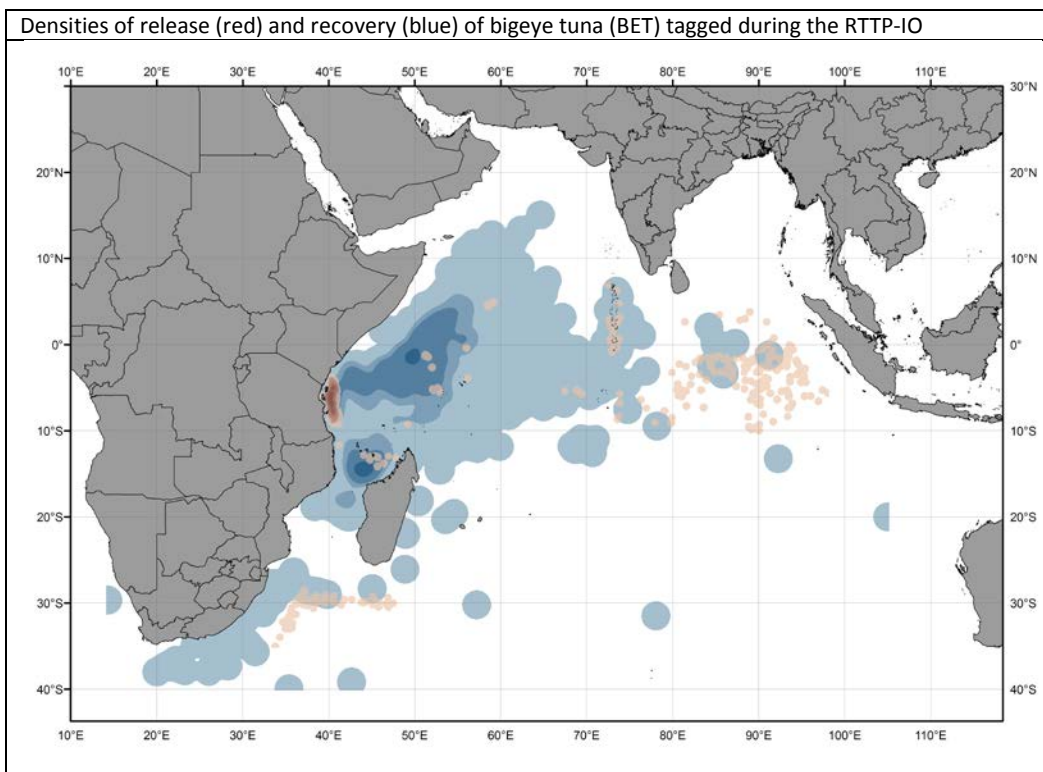 Densities of release (red) and recovery (blue) of bigeye tuna (BET) tagged during the RTTP-IO
10°E 20°E 30°E 40°E 50°E 60°E 70°E 80°E 90°E 100°E 110°E
30°N
20°N 20°N
10°N 10°N
0° 0°
10°S 10°S
20°S 20°S
30°S 30°S
40°S 40°S
10°E 20°E 30°E 40°E 50°E 60°E 70°E 80°E 90°E 100°E 110°E